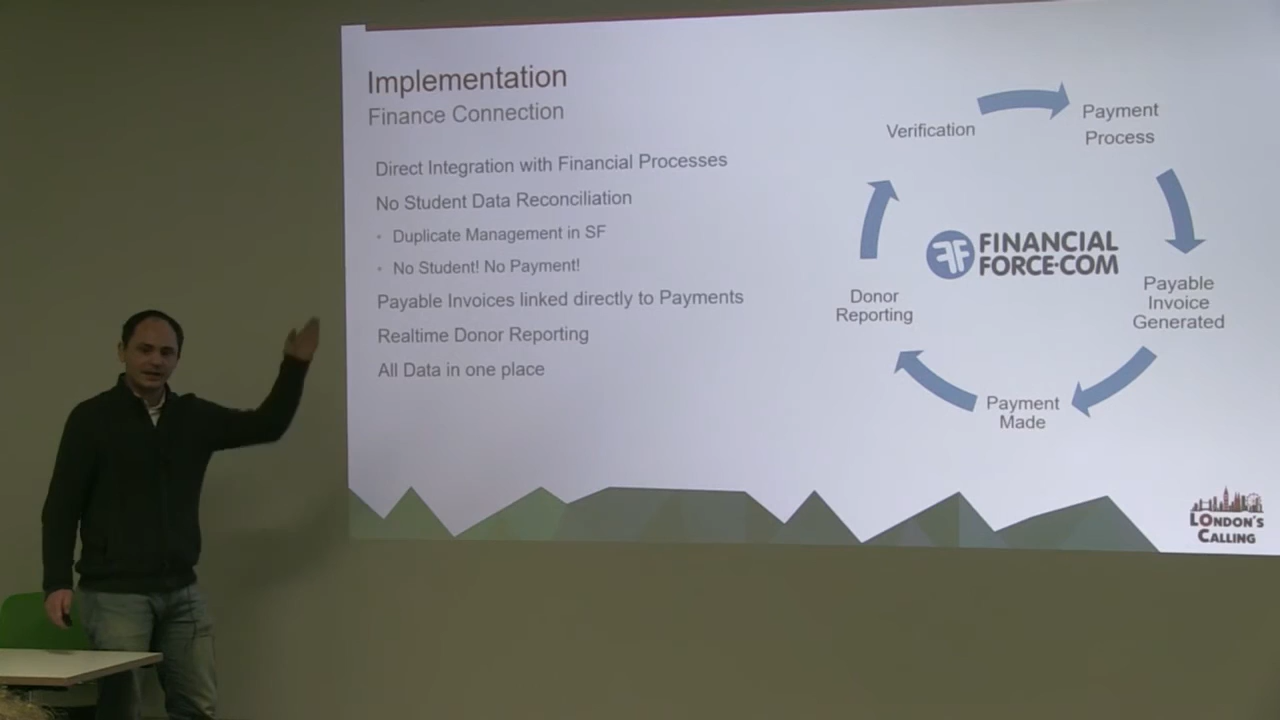 Implementation
Finance Connection
Direct Integration with Financial Processes
No Student Data Reconciliation
• Duplicate Management in SF
• No Student! No Payment!
Payable Invoices linked directly to Payments
Realtime Donor Reporting
All Data in one place
Verification
Payment
Process
Payable
Invoice
Generated
Payment
Made
Donor
Reporting
FF FINANCIAL
FORCE·COM
LONDON'S
CALLING